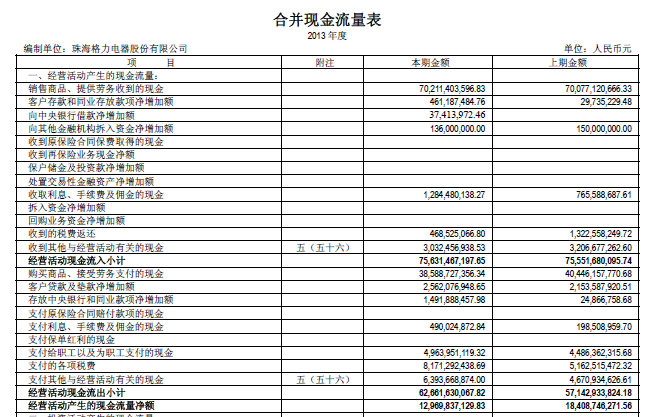 合并现金流量表
2013 年度
编制单位：珠海格力电器股份有限公司 单位：人民币元
项 目 附注 本期金额 上期金额
一、经营活动产生的现金流量：
销售商品、提供劳务收到的现金 70,211,403,596.83 70,077,120,666.33
客户存款和同业存放款项净增加额 461,187,484.76 29,735,229.48
向中央银行借款净增加额 37,413,972.46
向其他金融机构拆入资金净增加额 136,000,000.00 150,000,000.00
收到原保险合同保费取得的现金
收到再保险业务现金净额
保户储金及投资款净增加额
处置交易性金融资产净增加额
收取利息、手续费及佣金的现金 1,284,480,138.27 765,588,687.61
拆入资金净增加额
回购业务资金净增加额
收到的税费返还 468,525,066.80 1,322,558,249.72
收到其他与经营活动有关的现金 五（五十六） 3,032,456,938.53 3,206,677,262.60
经营活动现金流入小计 75,631,467,197.65 75,551,680,095.74
购买商品、接受劳务支付的现金 38,588,727,356.34 40,446,157,770.68
客户贷款及垫款净增加额 2,562,076,948.65 2,153,587,920.51
存放中央银行和同业款项净增加额 1,491,888,457.98 24,866,758.68
支付原保险合同赔付款项的现金
支付利息、手续费及佣金的现金 490,024,872.84 198,508,959.70
支付保单红利的现金
支付给职工以及为职工支付的现金 4,963,951,119.32 4,486,362,315.68
支付的各项税费 8,171,292,438.69 5,162,515,472.32
支付其他与经营活动有关的现金 五（五十六） 6,393,668,874.00 4,670,934,626.61
经营活动现金流出小计 62,661,630,067.82 57,142,933,824.18
经营活动产生的现金流量净额 12,969,837,129.83 18,408,746,271.56